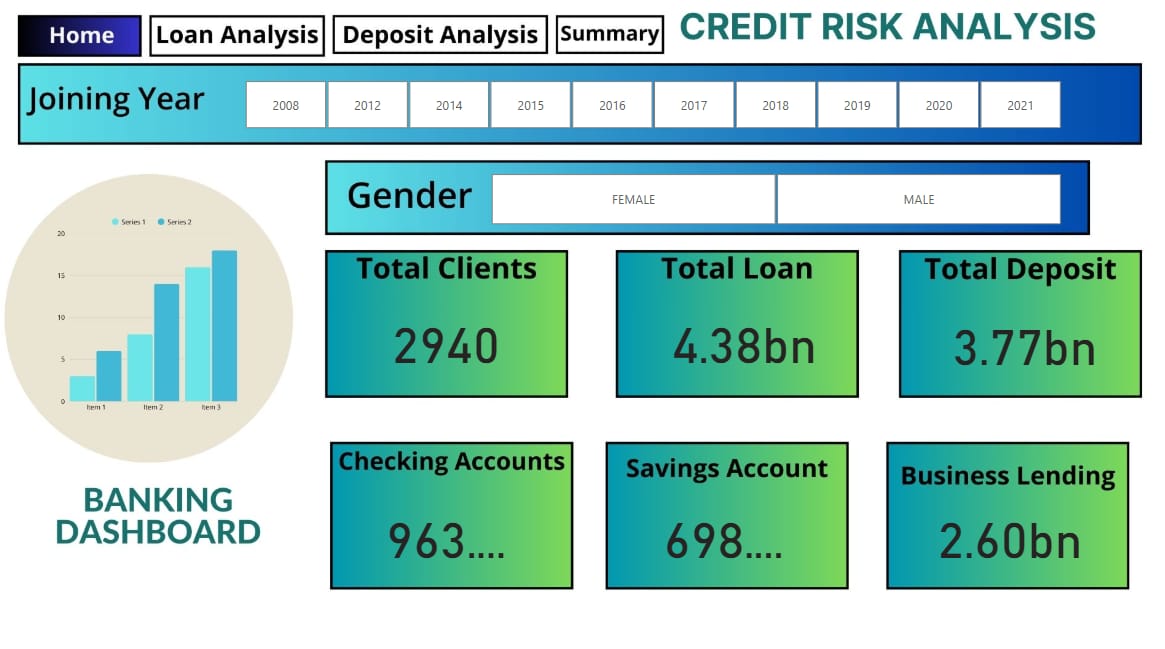 Home Loan Analysis Deposit Analysis Summary CREDIT RISK ANALYSIS
Joining Year 2008 2012 2014 2015 2016 2017 2018 2019 2020 2021
Gender FEMALE MALE
Series 1 Series 2
20
15
10
5
0
Item 1 Item 2 Item 3
BANKING
DASHBOARD
Total Clients Total Loan Total Deposit
2940 4.38bn 3.77bn
Checking Accounts Savings Account Business Lending
963.... 698.... 2.60bn